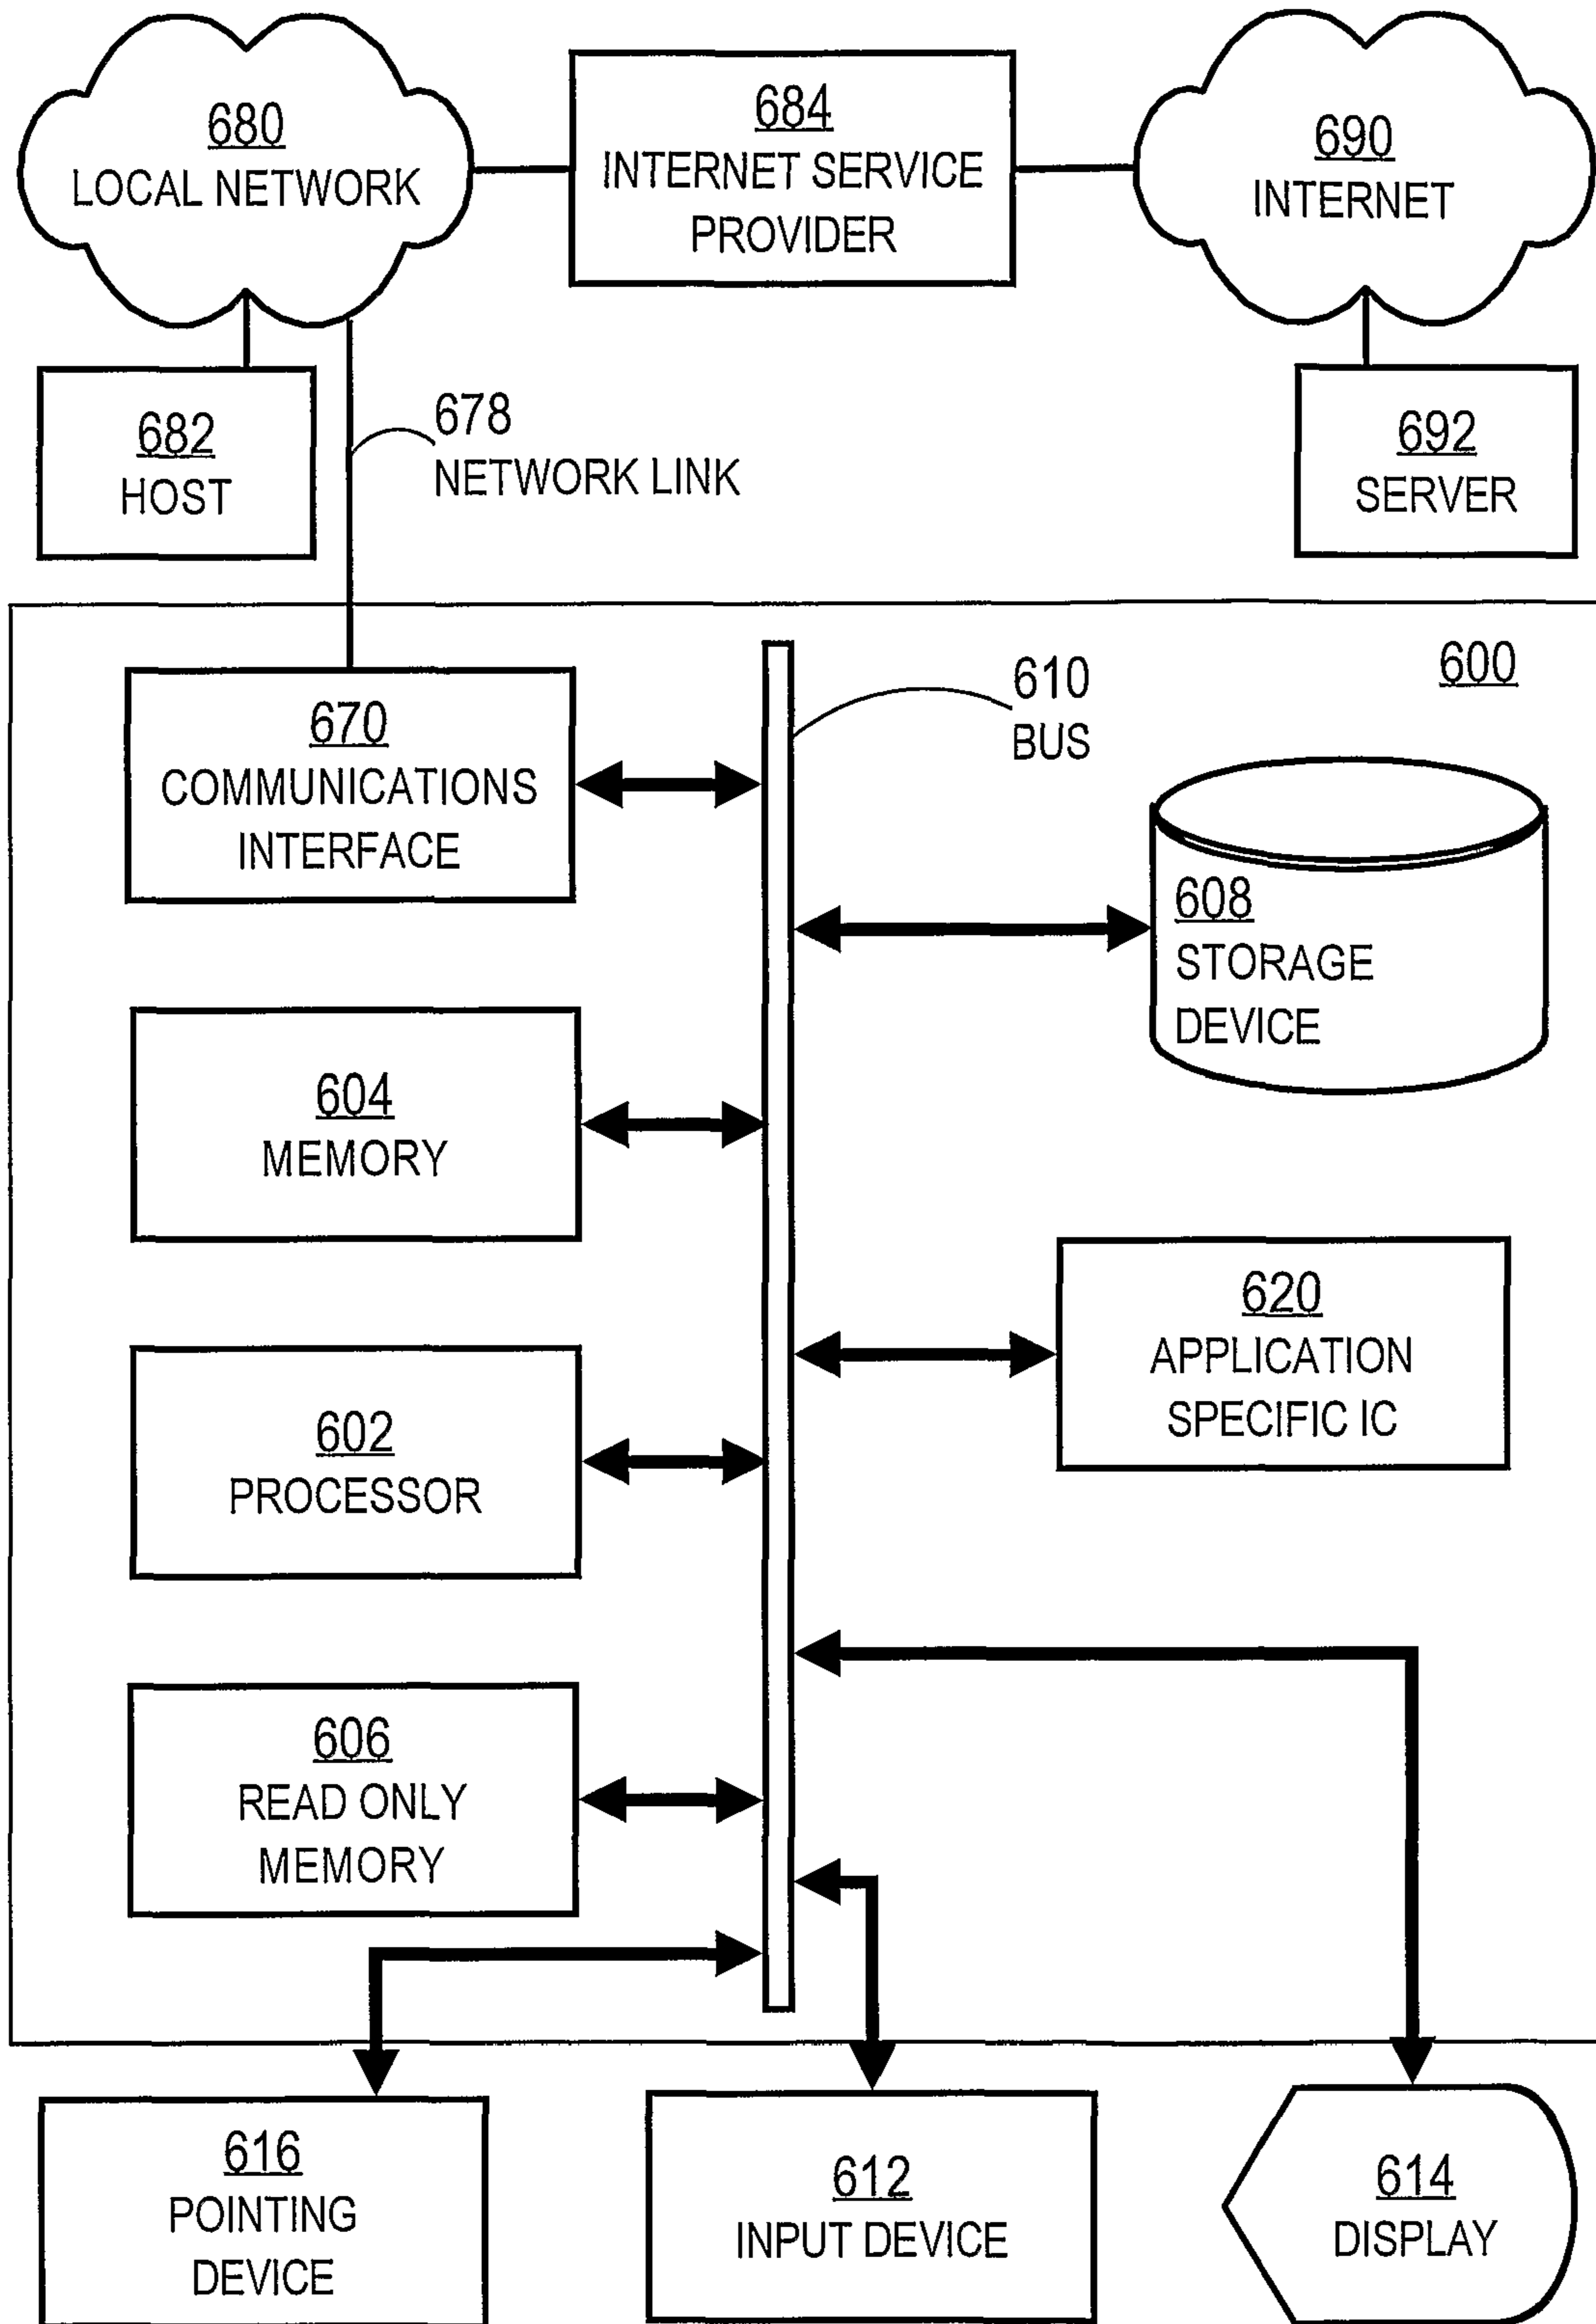 680
LOCAL NETWORK
684
INTERNET SERVICE
PROVIDER
690
INTERNET
682
HOST
678
NETWORK LINK
692
SERVER
600
670
COMMUNICATIONS
INTERFACE
610
BUS
608
STORAGE
DEVICE
604
MEMORY
620
APPLICATION
SPECIFIC IC
602
PROCESSOR
606
READ ONLY
MEMORY
616
POINTING
DEVICE
612
INPUT DEVICE
614
DISPLAY